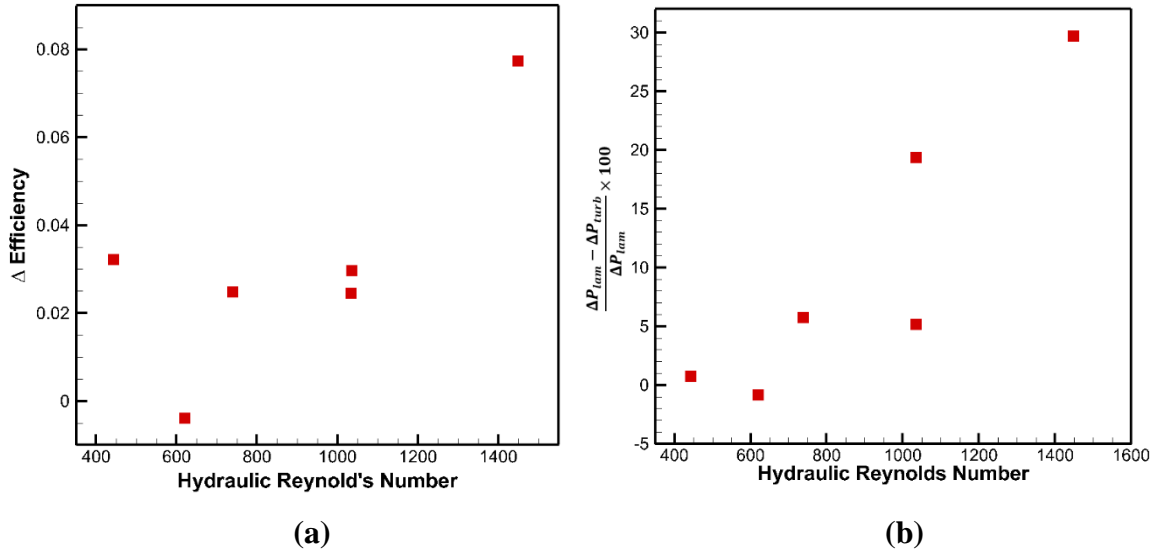 0.08
0.06
0.04
0.02
0
Δ Efficiency
400 600 800 1000 1200 1400
Hydraulic Reynold's Number
(a)
30
25
20
15
10
5
0
-5
ΔP_lam − ΔP_turb
ΔP_lam
× 100
400 600 800 1000 1200 1400 1600
Hydraulic Reynolds Number
(b)